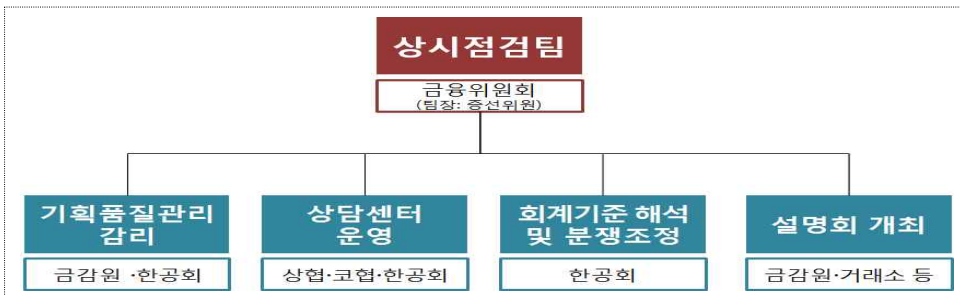 상시점검팀
금융위원회
(팀장: 증선위원)
기획품질관리
감리
금감원 ·한공회
상담센터
운영
상협·코협·한공회
회계기준 해석
및 분쟁조정
한공회
설명회 개최
금감원·거래소 등